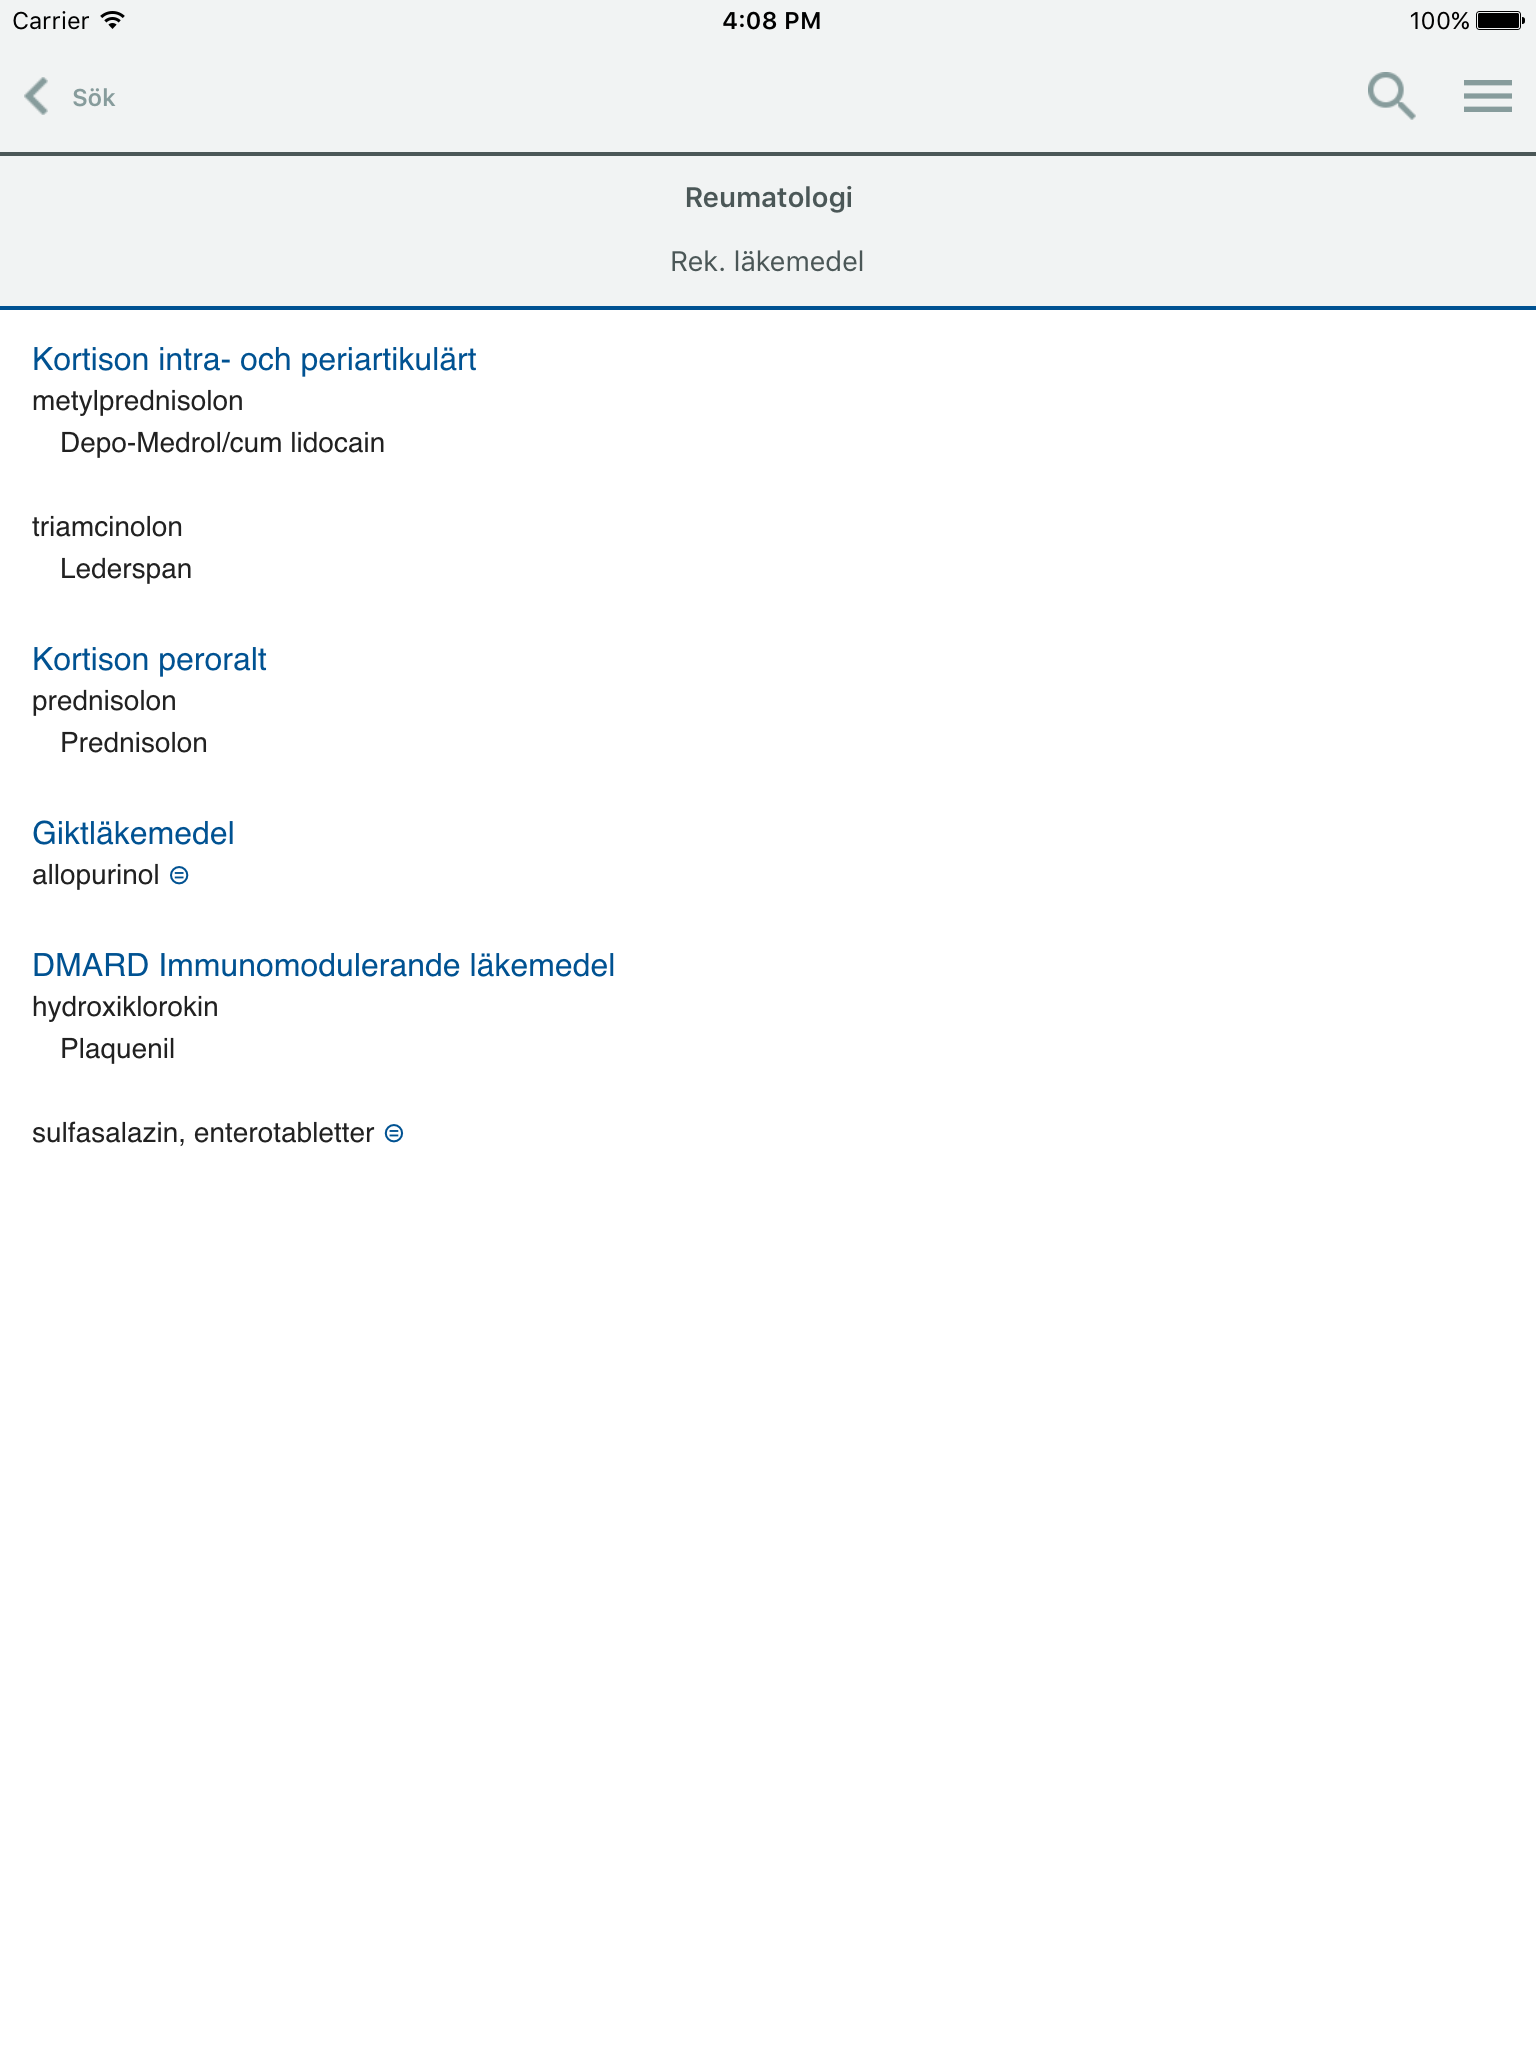 Carrier
4:08 PM
100%
Sök
Reumatologi
Rek. läkemedel
Kortison intra- och periartikulärt
metylprednisolon
Depo-Medrol/cum lidocain
triamcinolon
Lederspan
Kortison peroralt
prednisolon
Prednisolon
Giktläkemedel
allopurinol
DMARD Immunomodulerande läkemedel
hydroxiklorokin
Plaquenil
sulfasalazin, enterotabletter